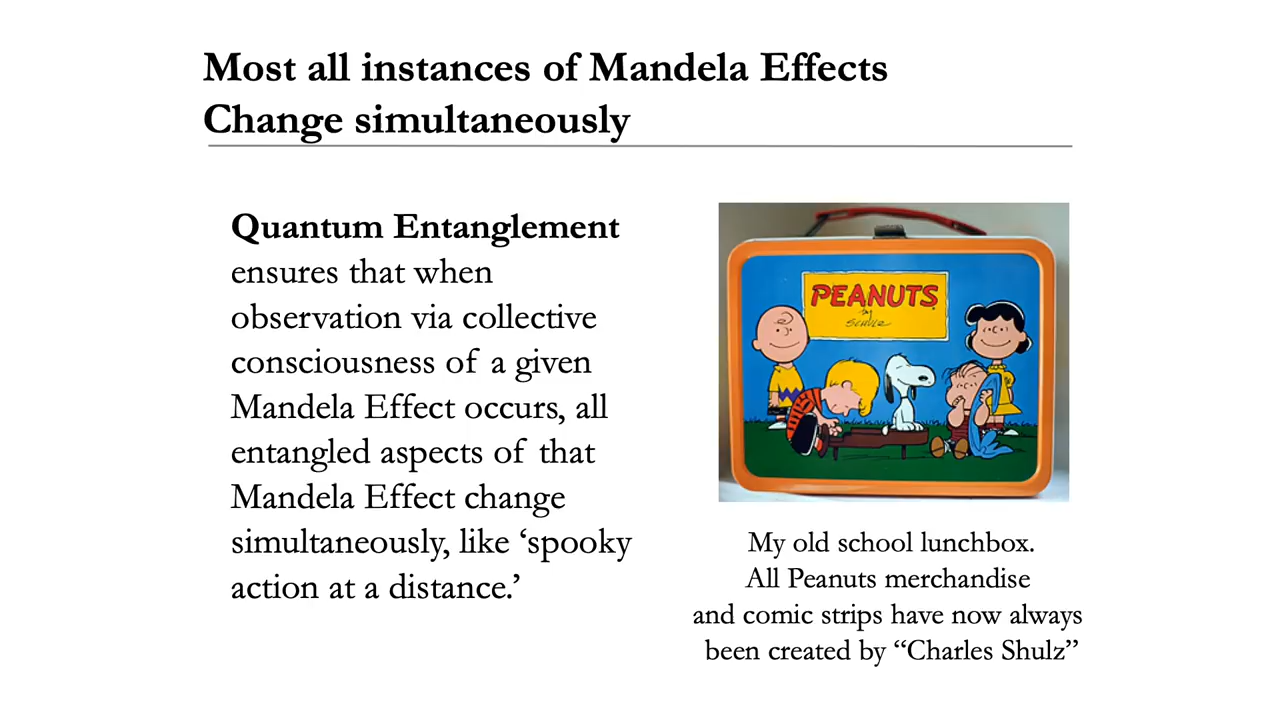 Most all instances of Mandela Effects
Change simultaneously
Quantum Entanglement
ensures that when
observation via collective
consciousness of a given
Mandela Effect occurs, all
entangled aspects of that
Mandela Effect change
simultaneously, like ‘spooky
action at a distance.’
PEANUTS
by
SCHULZ
My old school lunchbox.
All Peanuts merchandise
and comic strips have now always
been created by “Charles Shulz”